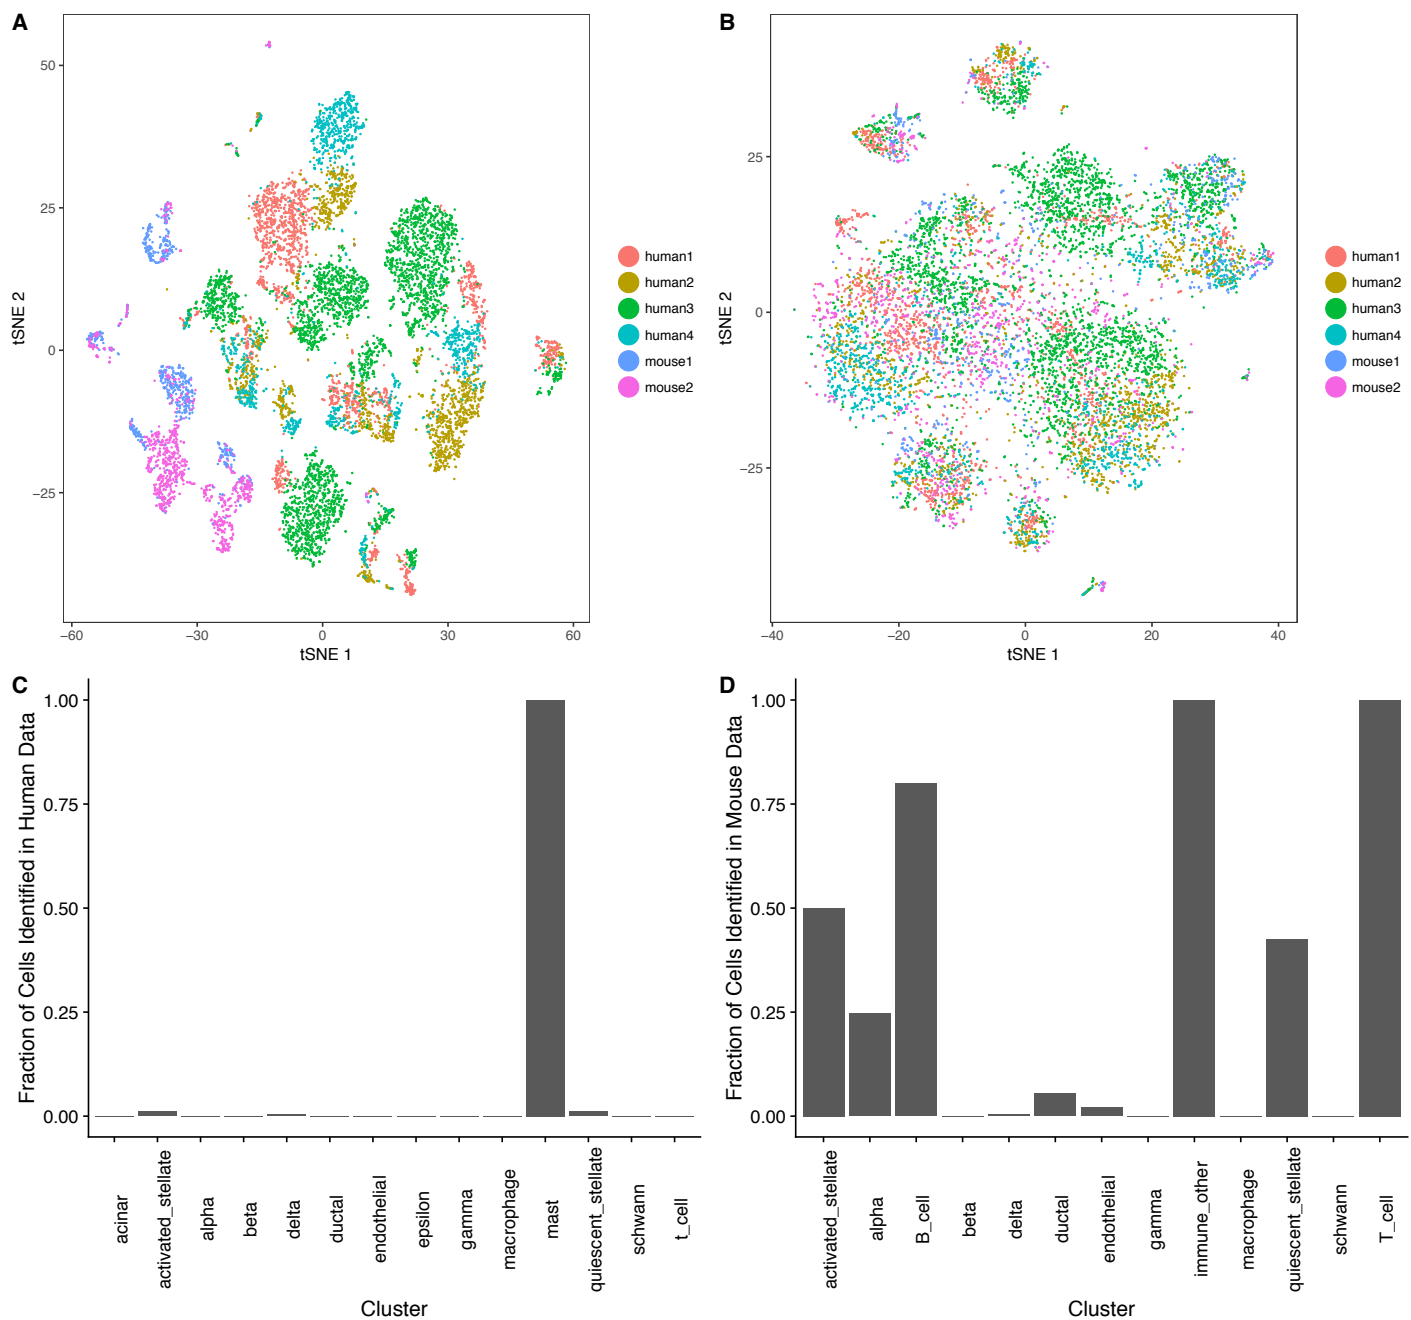 A
50
25
0
−25
−60
−30
0
30
60
tSNE 1
tSNE 2
human1
human2
human3
human4
mouse1
mouse2
B
25
0
−25
−40
−20
0
20
40
tSNE 1
tSNE 2
human1
human2
human3
human4
mouse1
mouse2
C
1.00
0.75
0.50
0.25
0.00
Fraction of Cells Identified in Human Data
acinar
activated_stellate
alpha
beta
delta
ductal
endothelial
epsilon
gamma
macrophage
mast
quiescent_stellate
schwann
t_cell
Cluster
D
1.00
0.75
0.50
0.25
0.00
Fraction of Cells Identified in Mouse Data
activated_stellate
alpha
B_cell
beta
delta
ductal
endothelial
gamma
immune_other
macrophage
quiescent_stellate
schwann
T_cell
Cluster